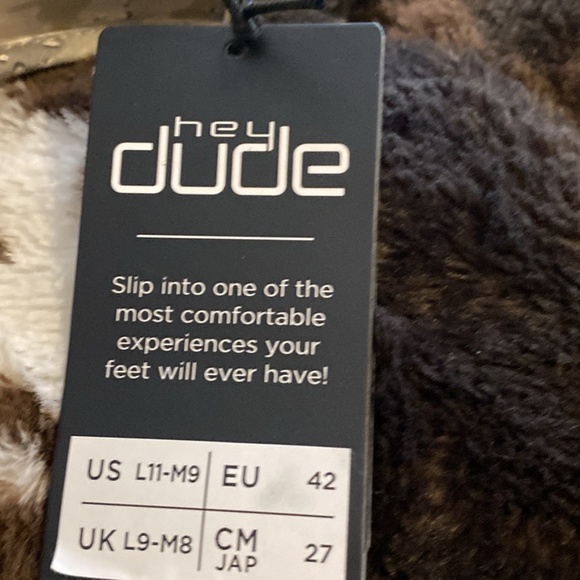 hey
dude
Slip into one of the
most comfortable
experiences your
feet will ever have!
US L11-M9 EU 42
UK L9-M8 CM 27
JAP